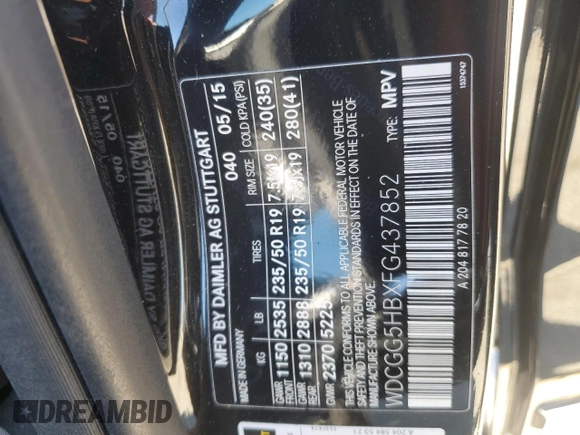 MFD BY DAIMLER AG STUTTGART
MADE IN GERMANY
040 05/15
KG LB TIRES RIM SIZE COLD KPA(PSI)
GAWR FRONT 1150 2535 235/50 R19 7.5Jx19 240(35)
GAWR REAR 1310 2888 235/50 R19 7.5Jx19 280(41)
GVWR 2370 5225
THIS VEHICLE CONFORMS TO ALL APPLICABLE FEDERAL MOTOR VEHICLE
SAFETY AND THEFT PREVENTION STANDARDS IN EFFECT ON THE DATE OF
MANUFACTURE SHOWN ABOVE.
WDCGG5HBXFG437852 TYPE: MPV
A 204 817 78 20
DREAMBID